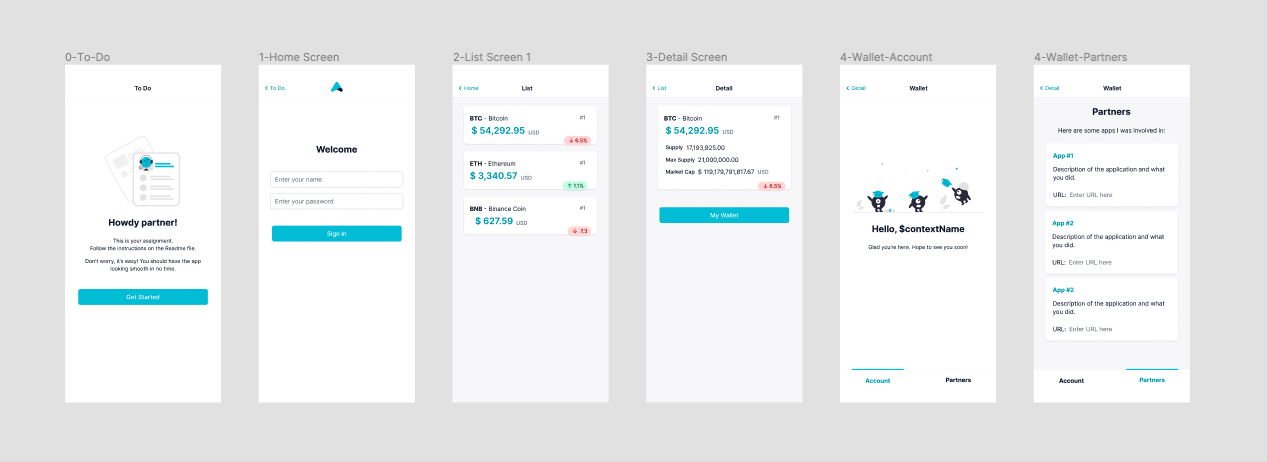 0-To-Do
To Do
Howdy partner!
This is your assignment.
Follow the instructions on the Readme file.
Don't worry, it's easy! You should have the app
looking smooth in no time.
Get Started
1-Home Screen
To Do
Welcome
Enter your name
Enter your password
Sign In
2-List Screen 1
Home
List
BTC - Bitcoin #1
$ 54,292.95 USD
↓ 6.5%
ETH - Ethereum #1
$ 3,340.57 USD
↑ 1.1%
BNB - Binance Coin #1
$ 627.59 USD
↓ 7.3
3-Detail Screen
List
Detail
BTC - Bitcoin #1
$ 54,292.95 USD
Supply 17,193,925.00
Max Supply 21,000,000.00
Market Cap $ 119,179,791,817.67 USD
↓ 6.5%
My Wallet
4-Wallet-Account
Detail
Wallet
Hello, $contextName
Glad you're here. Hope to see you soon!
Account
Partners
4-Wallet-Partners
Detail
Wallet
Partners
Here are some apps I was involved in:
App #1
Description of the application and what
you did.
URL: Enter URL here
App #2
Description of the application and what
you did.
URL: Enter URL here
App #2
Description of the application and what
you did.
URL: Enter URL here
Account
Partners